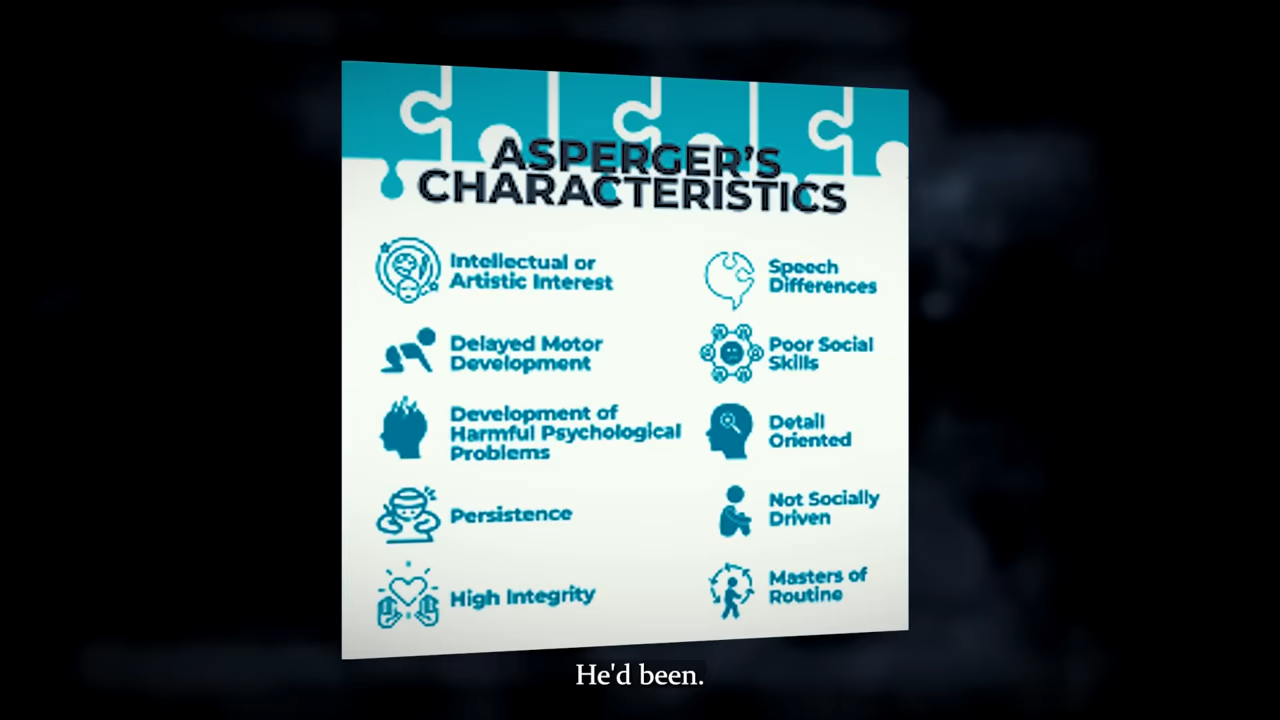 ASPERGER'S
CHARACTERISTICS
Intellectual or
Artistic Interest
Delayed Motor
Development
Development of
Harmful Psychological
Problems
Persistence
High Integrity
Speech
Differences
Poor Social
Skills
Detail
Oriented
Not Socially
Driven
Masters of
Routine
He'd been.